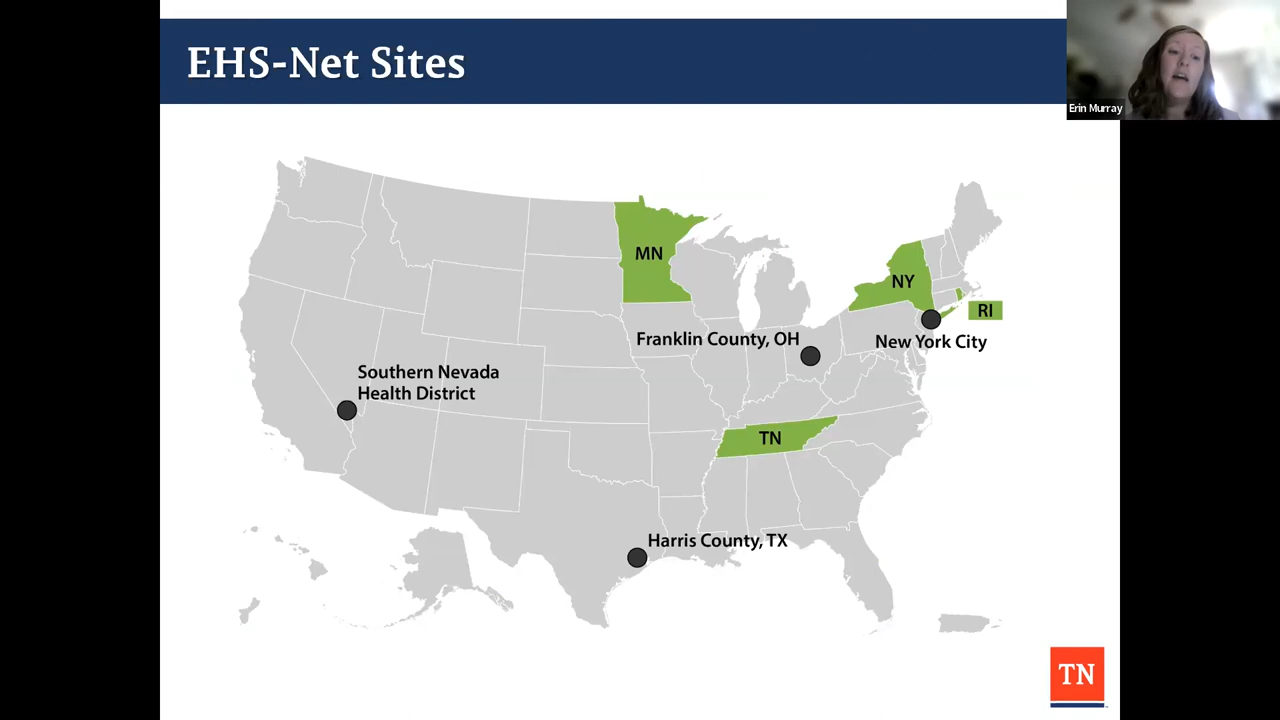 EHS-Net Sites
Erin Murray
MN
NY
RI
Franklin County, OH
New York City
Southern Nevada
Health District
TN
Harris County, TX
TN